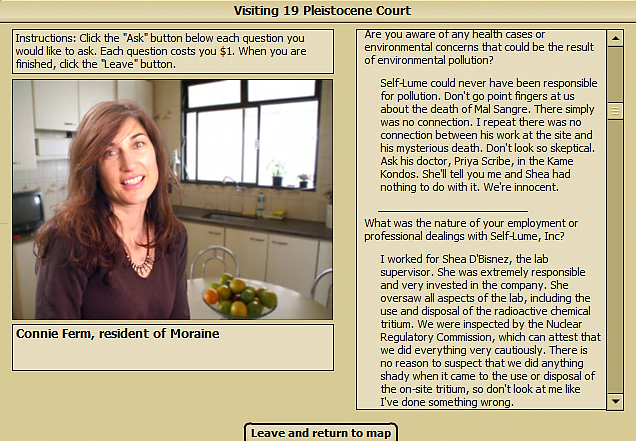 Visiting 19 Pleistocene Court
Instructions: Click the "Ask" button below each question you
would like to ask. Each question costs you $1. When you are
finished, click the "Leave" button.
Connie Ferm, resident of Moraine
Are you aware of any health cases or
environmental concerns that could be the result
of environmental pollution?
Self-Lume could never have been responsible
for pollution. Don't go point fingers at us
about the death of Mal Sangre. There simply
was no connection. I repeat there was no
connection between his work at the site and
his mysterious death. Don't look so skeptical.
Ask his doctor, Priya Scribe, in the Kame
Kondos. She'll tell you me and Shea had
nothing to do with it. We're innocent.
What was the nature of your employment or
professional dealings with Self-Lume, Inc?
I worked for Shea D'Bisnez, the lab
supervisor. She was extremely responsible
and very invested in the company. She
oversaw all aspects of the lab, including the
use and disposal of the radioactive chemical
tritium. We were inspected by the Nuclear
Regulatory Commission, which can attest that
we did everything very cautiously. There is
no reason to suspect that we did anything
shady when it came to the use or disposal of
the on-site tritium, so don't look at me like
I've done something wrong.
Leave and return to map